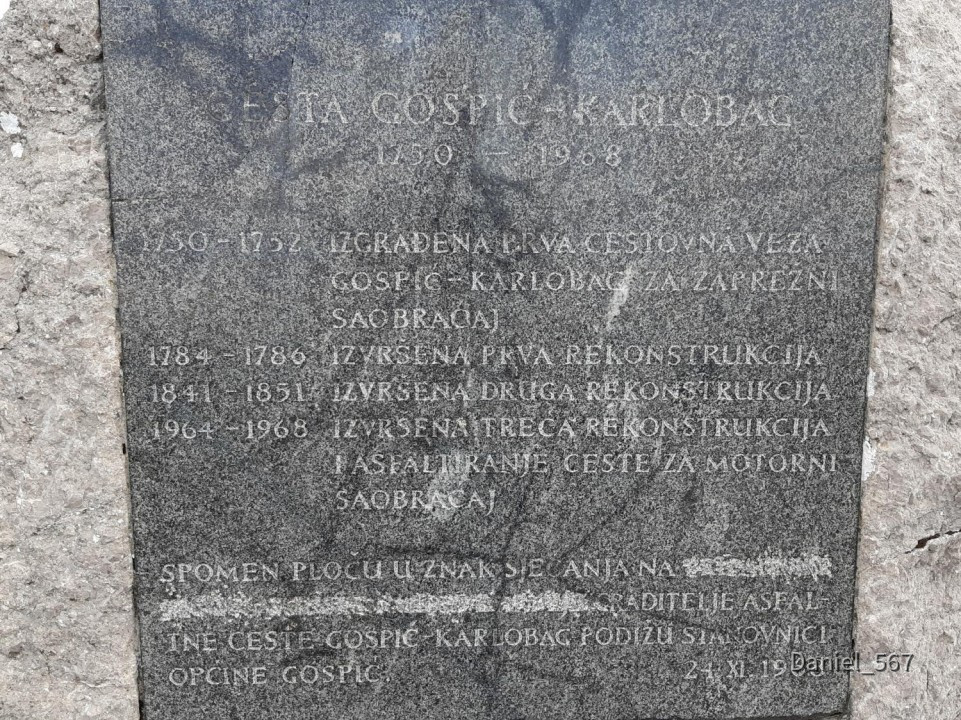 CESTA GOSPIĆ-KARLOBAG
1750 - 1968
1750-1752 IZGRAĐENA PRVA CESTOVNA VEZA
GOSPIĆ-KARLOBAG ZA ZAPREŽNI
SAOBRAĆAJ
1784-1786 IZVRŠENA PRVA REKONSTRUKCIJA
1841-1851 IZVRŠENA DRUGA REKONSTRUKCIJA
1964-1968 IZVRŠENA TREĆA REKONSTRUKCIJA
I ASFALTIRANJE CESTE ZA MOTORNI
SAOBRAĆAJ
SPOMEN PLOČU U ZNAK SJEĆANJA NA
GRADITELJE ASFAL-
TNE CESTE GOSPIĆ-KARLOBAG PODIŽU STANOVNICI
OPĆINE GOSPIĆ. 24. XI.
Daniel_567